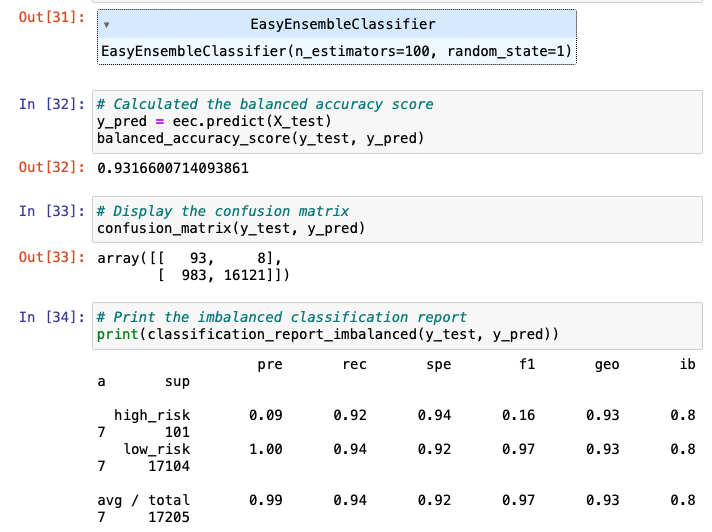 Out[31]: ▾ EasyEnsembleClassifier
EasyEnsembleClassifier(n_estimators=100, random_state=1)
In [32]: # Calculated the balanced accuracy score
y_pred = eec.predict(X_test)
balanced_accuracy_score(y_test, y_pred)
Out[32]: 0.9316600714093861
In [33]: # Display the confusion matrix
confusion_matrix(y_test, y_pred)
Out[33]: array([[   93,     8],
       [  983, 16121]])
In [34]: # Print the imbalanced classification report
print(classification_report_imbalanced(y_test, y_pred))
pre rec spe f1 geo ib
a sup
high_risk 0.09 0.92 0.94 0.16 0.93 0.8
7 101
low_risk 1.00 0.94 0.92 0.97 0.93 0.8
7 17104
avg / total 0.99 0.94 0.92 0.97 0.93 0.8
7 17205